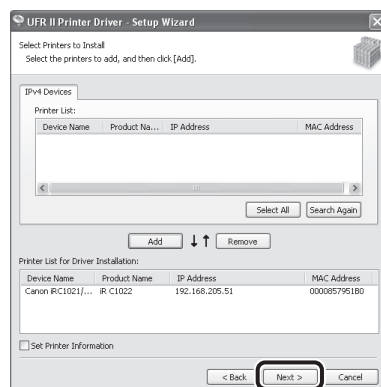 UFR II Printer Driver - Setup Wizard
Select Printers to Install
Select the printers to add, and then click [Add].
IPv4 Devices
Printer List:
Device Name Product Na... IP Address MAC Address
Select All Search Again
Add ↓↑ Remove
Printer List for Driver Installation:
Device Name Product Name IP Address MAC Address
Canon iRC1021/... iR C1022 192.168.205.51 0000857951B0
Set Printer Information
< Back Next > Cancel